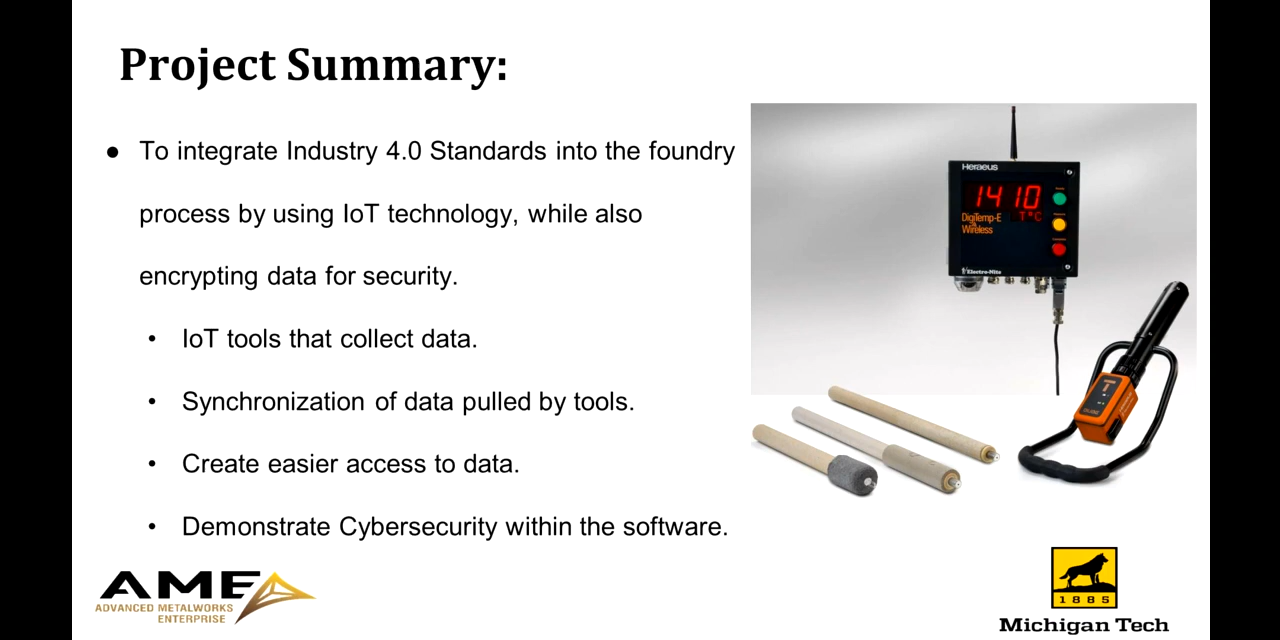 Project Summary:
● To integrate Industry 4.0 Standards into the foundry
process by using IoT technology, while also
encrypting data for security.
• IoT tools that collect data.
• Synchronization of data pulled by tools.
• Create easier access to data.
• Demonstrate Cybersecurity within the software.
Heraeus
1410
T°C
DigiTemp-E
Wireless
Electro-Nite
AME
ADVANCED METALWORKS
ENTERPRISE
1885
Michigan Tech